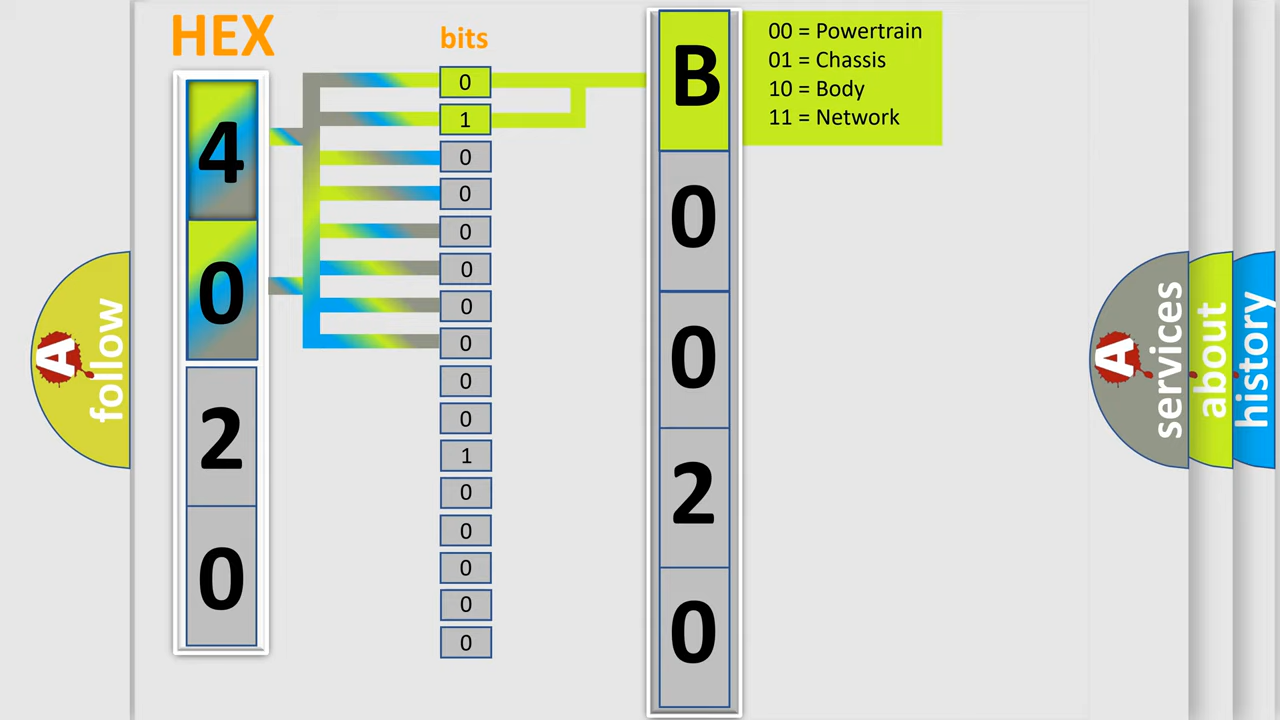 HEX
bits
4
0
2
0
0
1
0
0
0
0
0
0
0
0
1
0
0
0
0
0
B
0
0
2
0
00 = Powertrain
01 = Chassis
10 = Body
11 = Network
A
follow
A
services
about
history